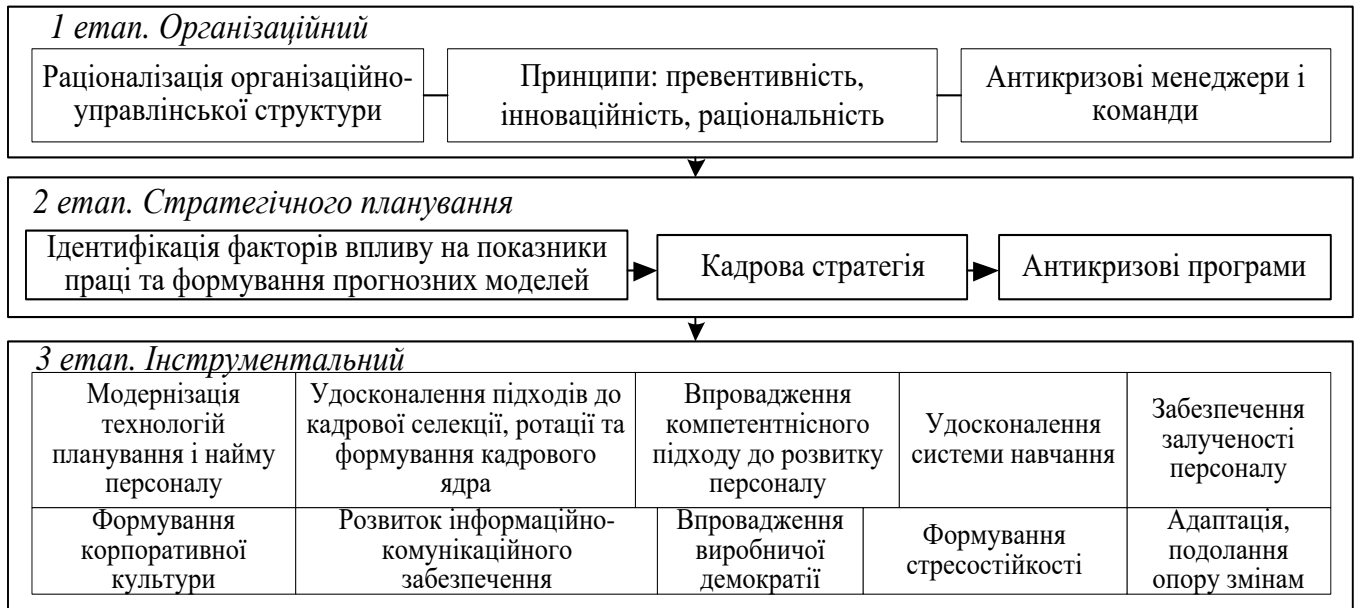 1 етап. Організаційний
Раціоналізація організаційно-
управлінської структури
Принципи: превентивність,
інноваційність, раціональність
Антикризові менеджери і
команди
2 етап. Стратегічного планування
Ідентифікація факторів впливу на показники
праці та формування прогнозних моделей
Кадрова стратегія
Антикризові програми
3 етап. Інструментальний
Модернізація
технологій
планування і найму
персоналу
Удосконалення підходів до
кадрової селекції, ротації та
формування кадрового
ядра
Впровадження
компетентнісного
підходу до розвитку
персоналу
Удосконалення
системи навчання
Забезпечення
залученості
персоналу
Формування
корпоративної
культури
Розвиток інформаційно-
комунікаційного
забезпечення
Впровадження
виробничої
демократії
Формування
стресостійкості
Адаптація,
подолання
опору змінам